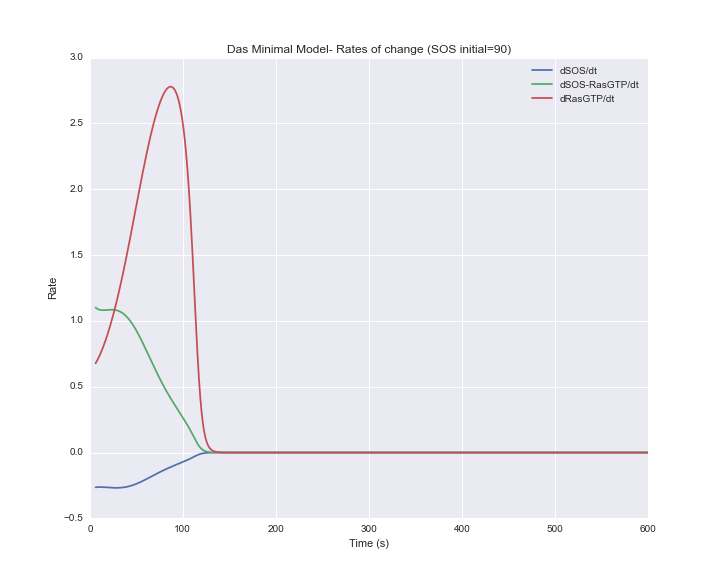 Das Minimal Model- Rates of change (SOS initial=90)
3.0
2.5
2.0
1.5
1.0
0.5
0.0
−0.5
Rate
dSOS/dt
dSOS-RasGTP/dt
dRasGTP/dt
0 100 200 300 400 500 600
Time (s)